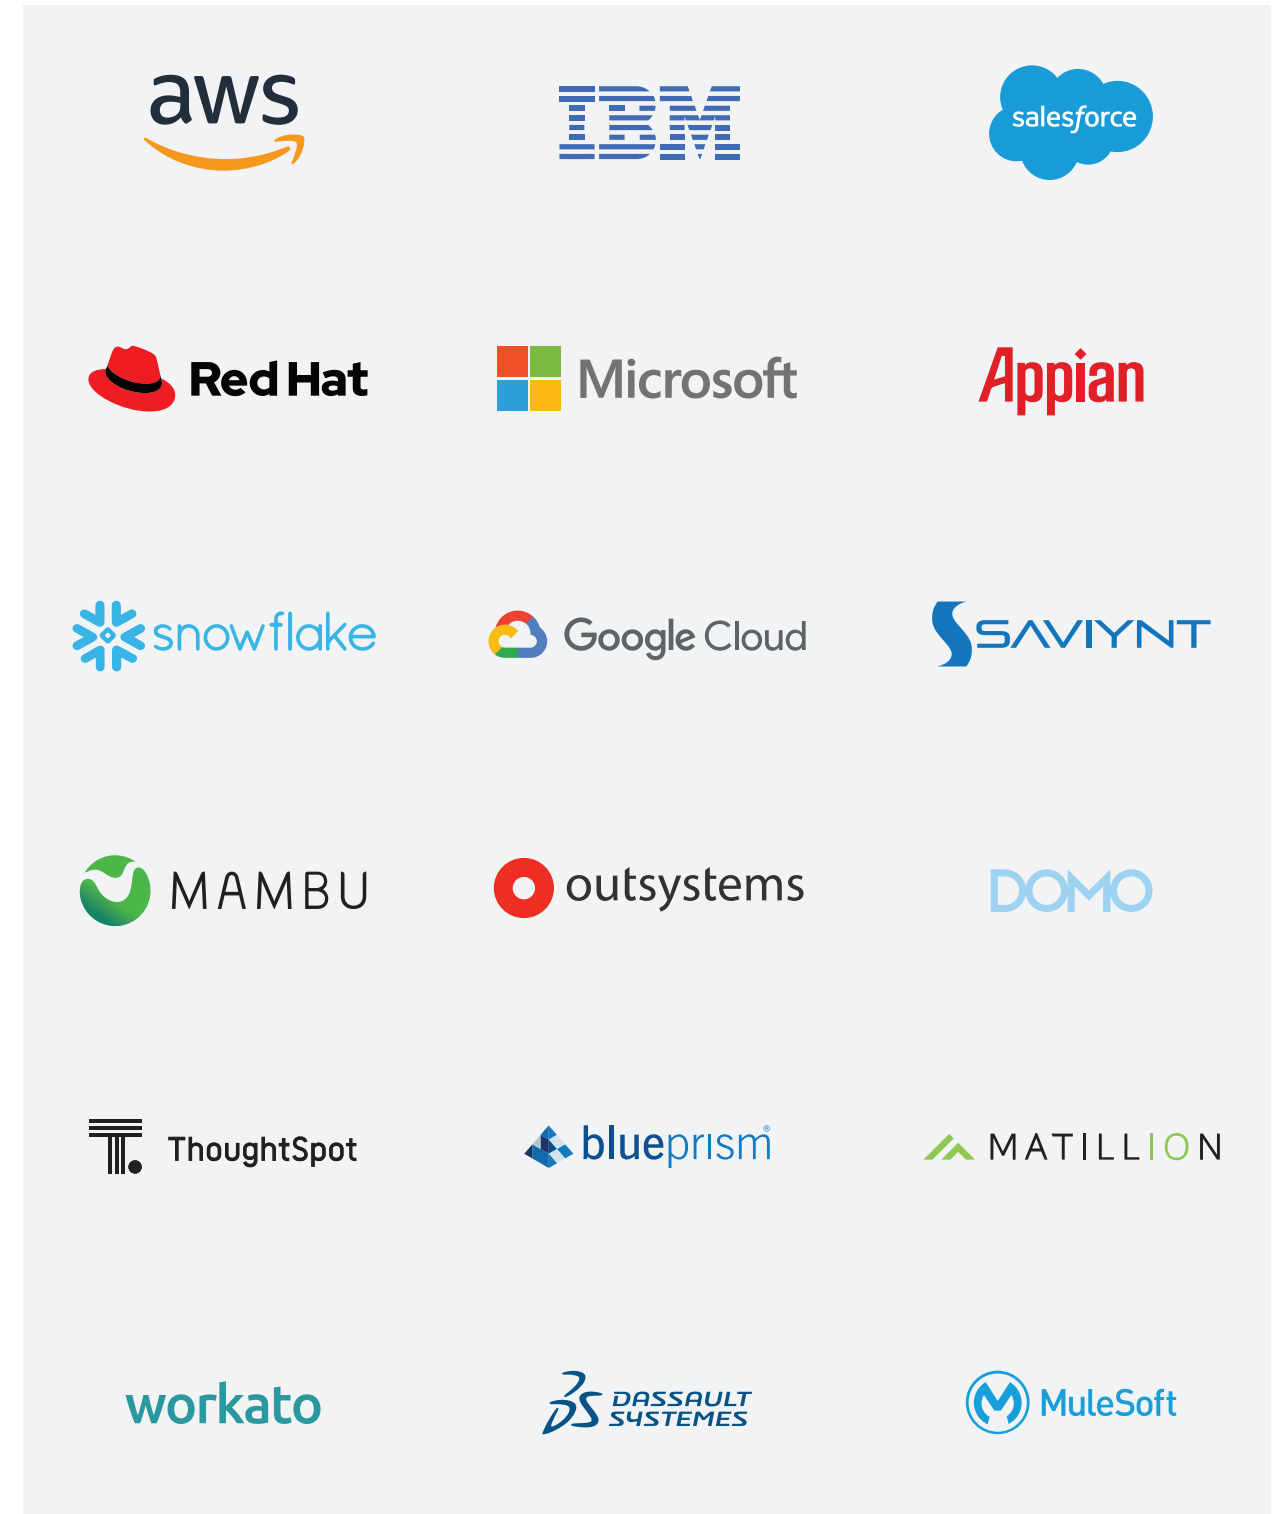 aws
IBM
salesforce
Red Hat
Microsoft
Appian
snowflake
Google Cloud
SAVIYNT
MAMBU
outsystems
DOMO
ThoughtSpot
blueprism®
MATILLION
workato
DASSAULT
SYSTEMES
MuleSoft